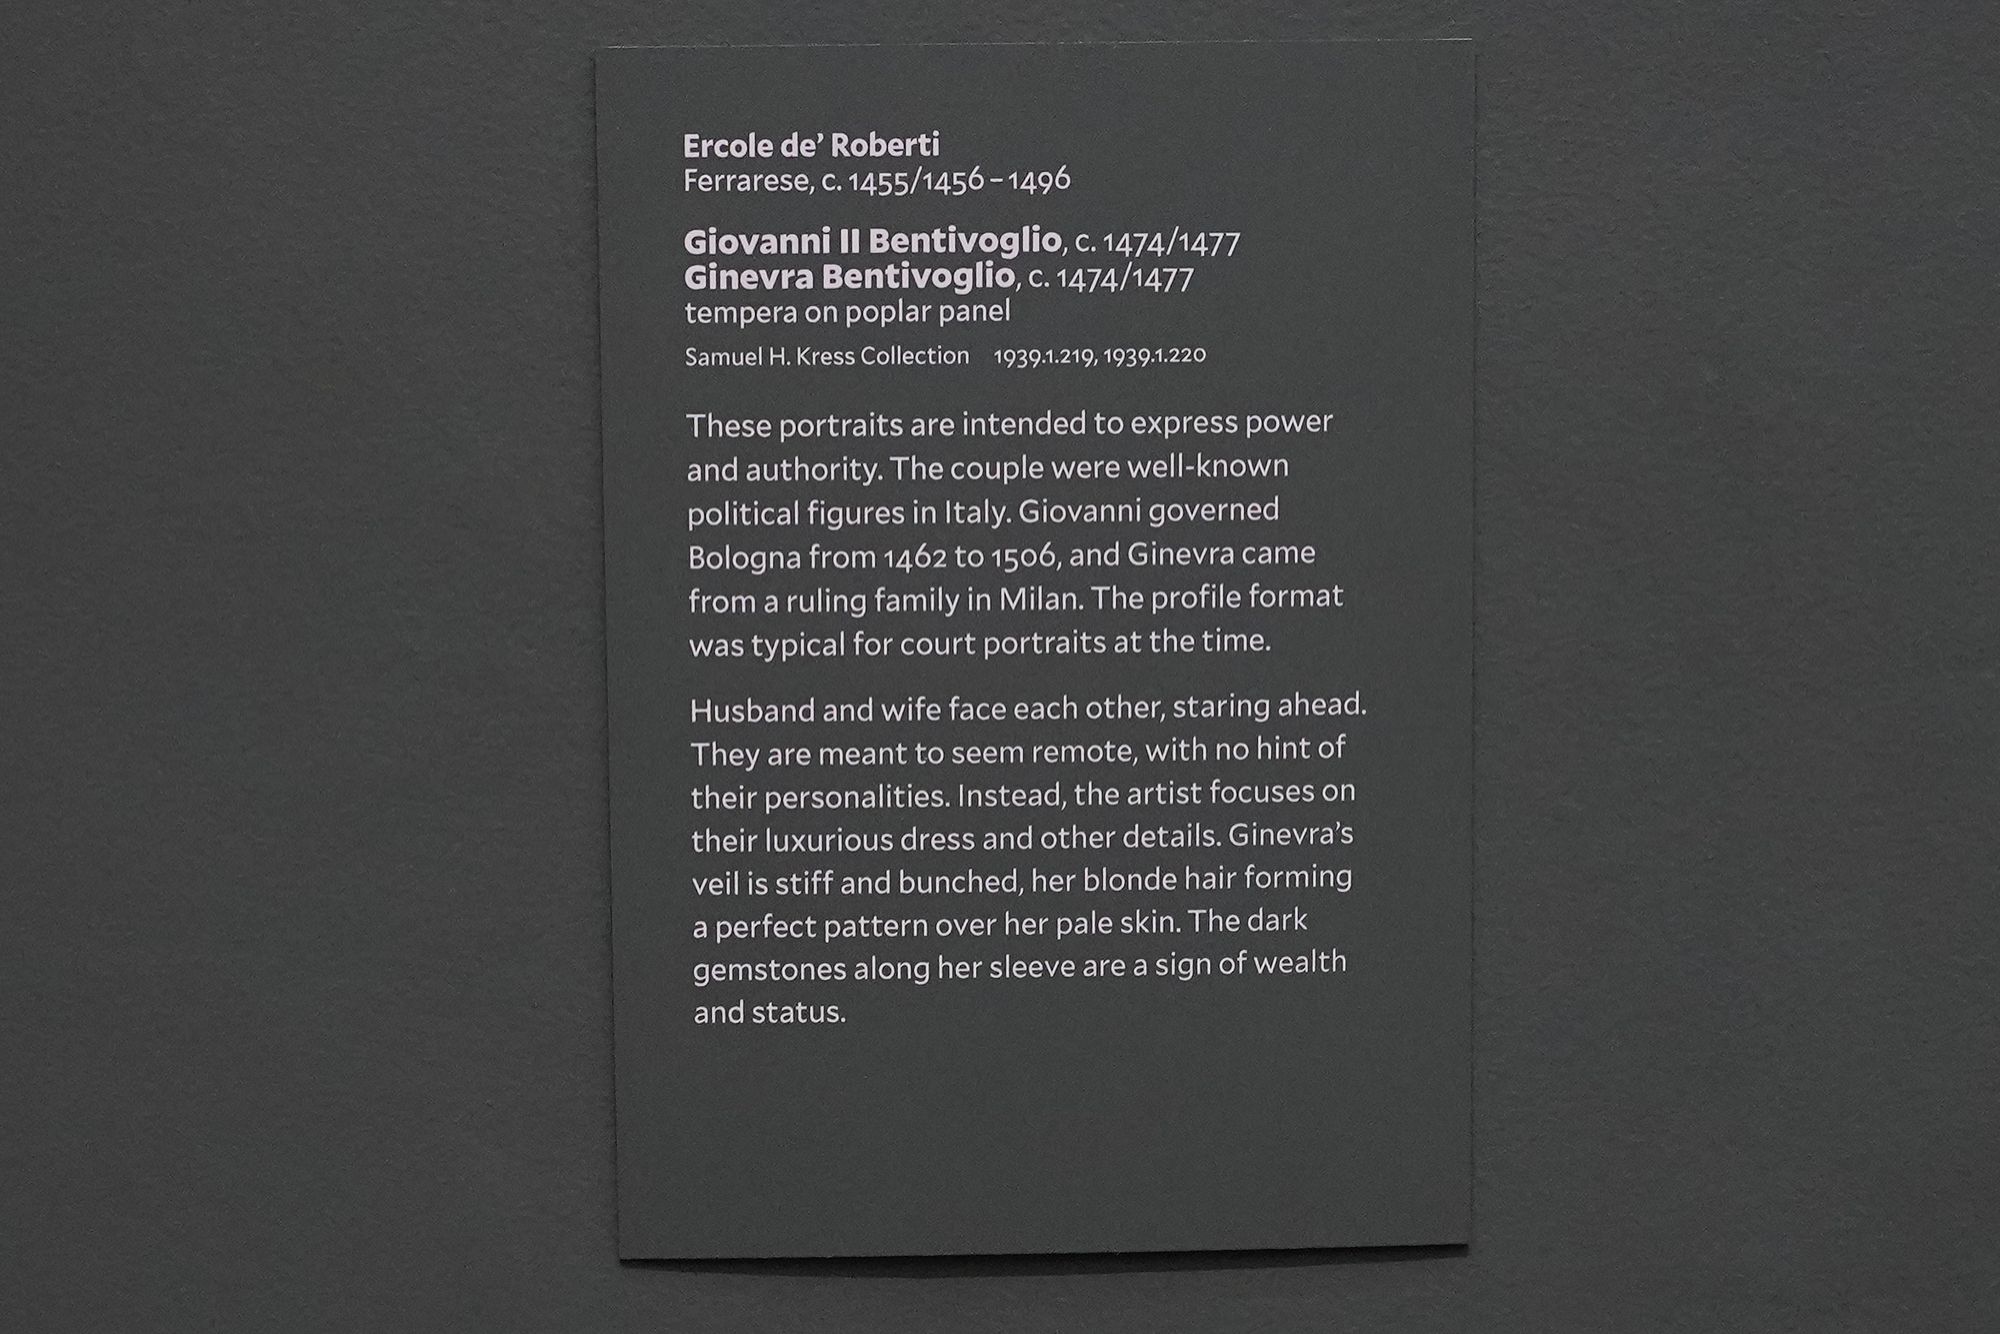 Ercole de’ Roberti
Ferrarese, c. 1455/1456 – 1496
Giovanni II Bentivoglio, c. 1474/1477
Ginevra Bentivoglio, c. 1474/1477
tempera on poplar panel
Samuel H. Kress Collection 1939.1.219, 1939.1.220
These portraits are intended to express power
and authority. The couple were well-known
political figures in Italy. Giovanni governed
Bologna from 1462 to 1506, and Ginevra came
from a ruling family in Milan. The profile format
was typical for court portraits at the time.
Husband and wife face each other, staring ahead.
They are meant to seem remote, with no hint of
their personalities. Instead, the artist focuses on
their luxurious dress and other details. Ginevra’s
veil is stiff and bunched, her blonde hair forming
a perfect pattern over her pale skin. The dark
gemstones along her sleeve are a sign of wealth
and status.